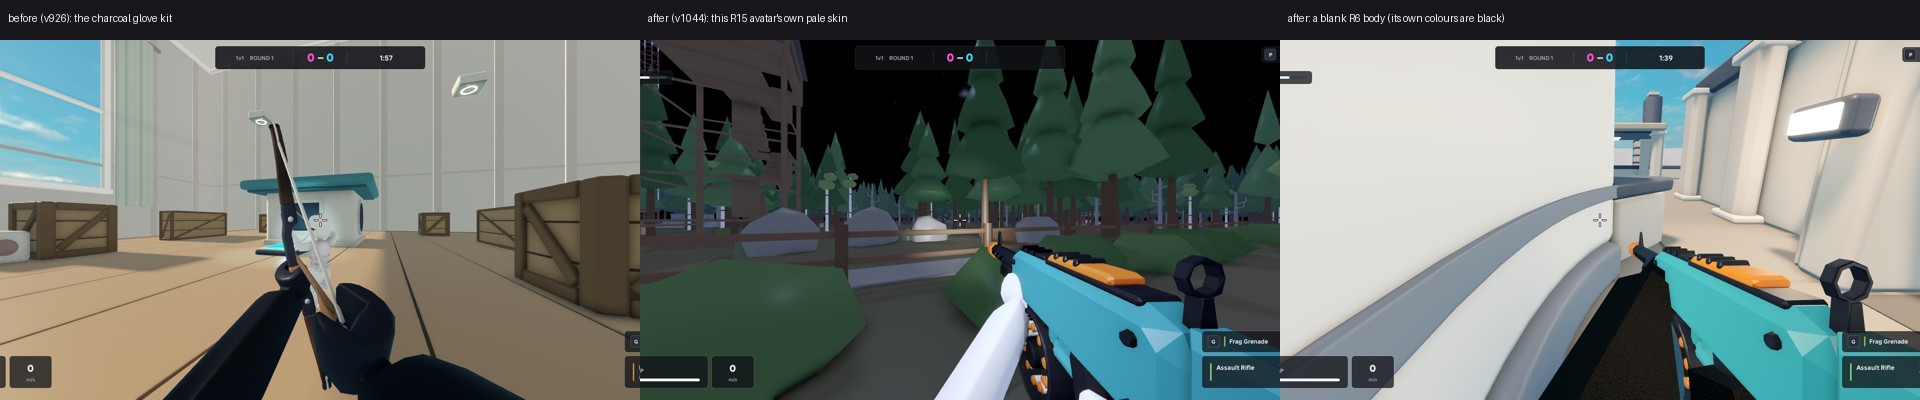 before (v926): the charcoal glove kit
after (v1044): this R15 avatar's own pale skin
after: a blank R6 body (its own colours are black)
1v1 ROUND 1 0 – 0 1:57
1v1 ROUND 1 0 – 0
P
1v1 ROUND 1 0 – 0 1:39
P
0
m/s
G
0
m/s
G Frag Grenade
Assault Rifle
0
m/s
G Frag Grenade
Assault Rifle